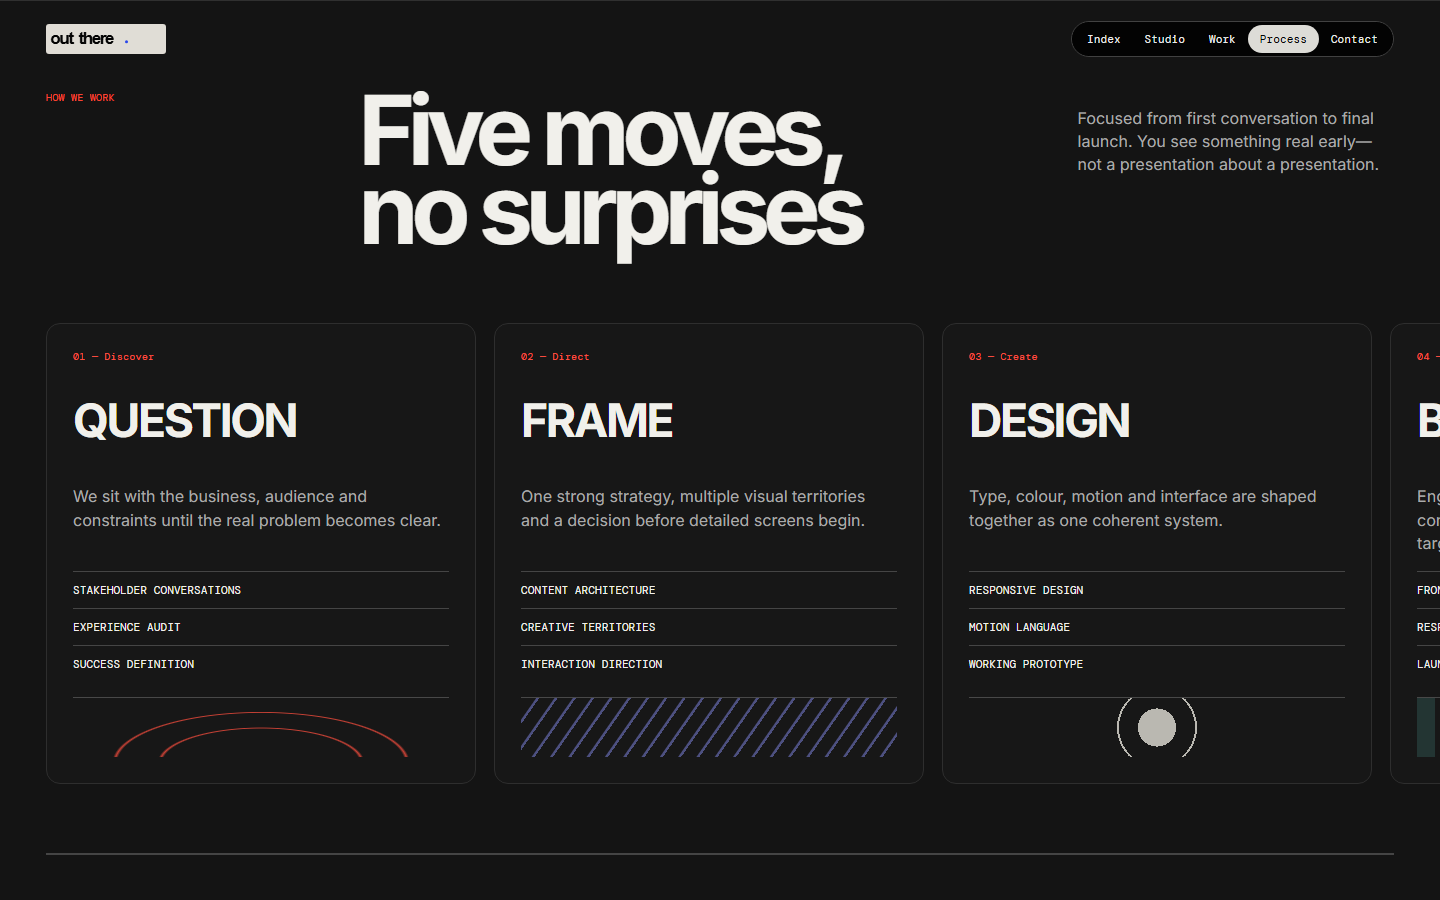 out there .
Index
Studio
Work
Process
Contact
HOW WE WORK
Five moves,
no surprises
Focused from first conversation to final
launch. You see something real early—
not a presentation about a presentation.
01 — Discover
QUESTION
We sit with the business, audience and
constraints until the real problem becomes clear.
STAKEHOLDER CONVERSATIONS
EXPERIENCE AUDIT
SUCCESS DEFINITION
02 — Direct
FRAME
One strong strategy, multiple visual territories
and a decision before detailed screens begin.
CONTENT ARCHITECTURE
CREATIVE TERRITORIES
INTERACTION DIRECTION
03 — Create
DESIGN
Type, colour, motion and interface are shaped
together as one coherent system.
RESPONSIVE DESIGN
MOTION LANGUAGE
WORKING PROTOTYPE
04 —